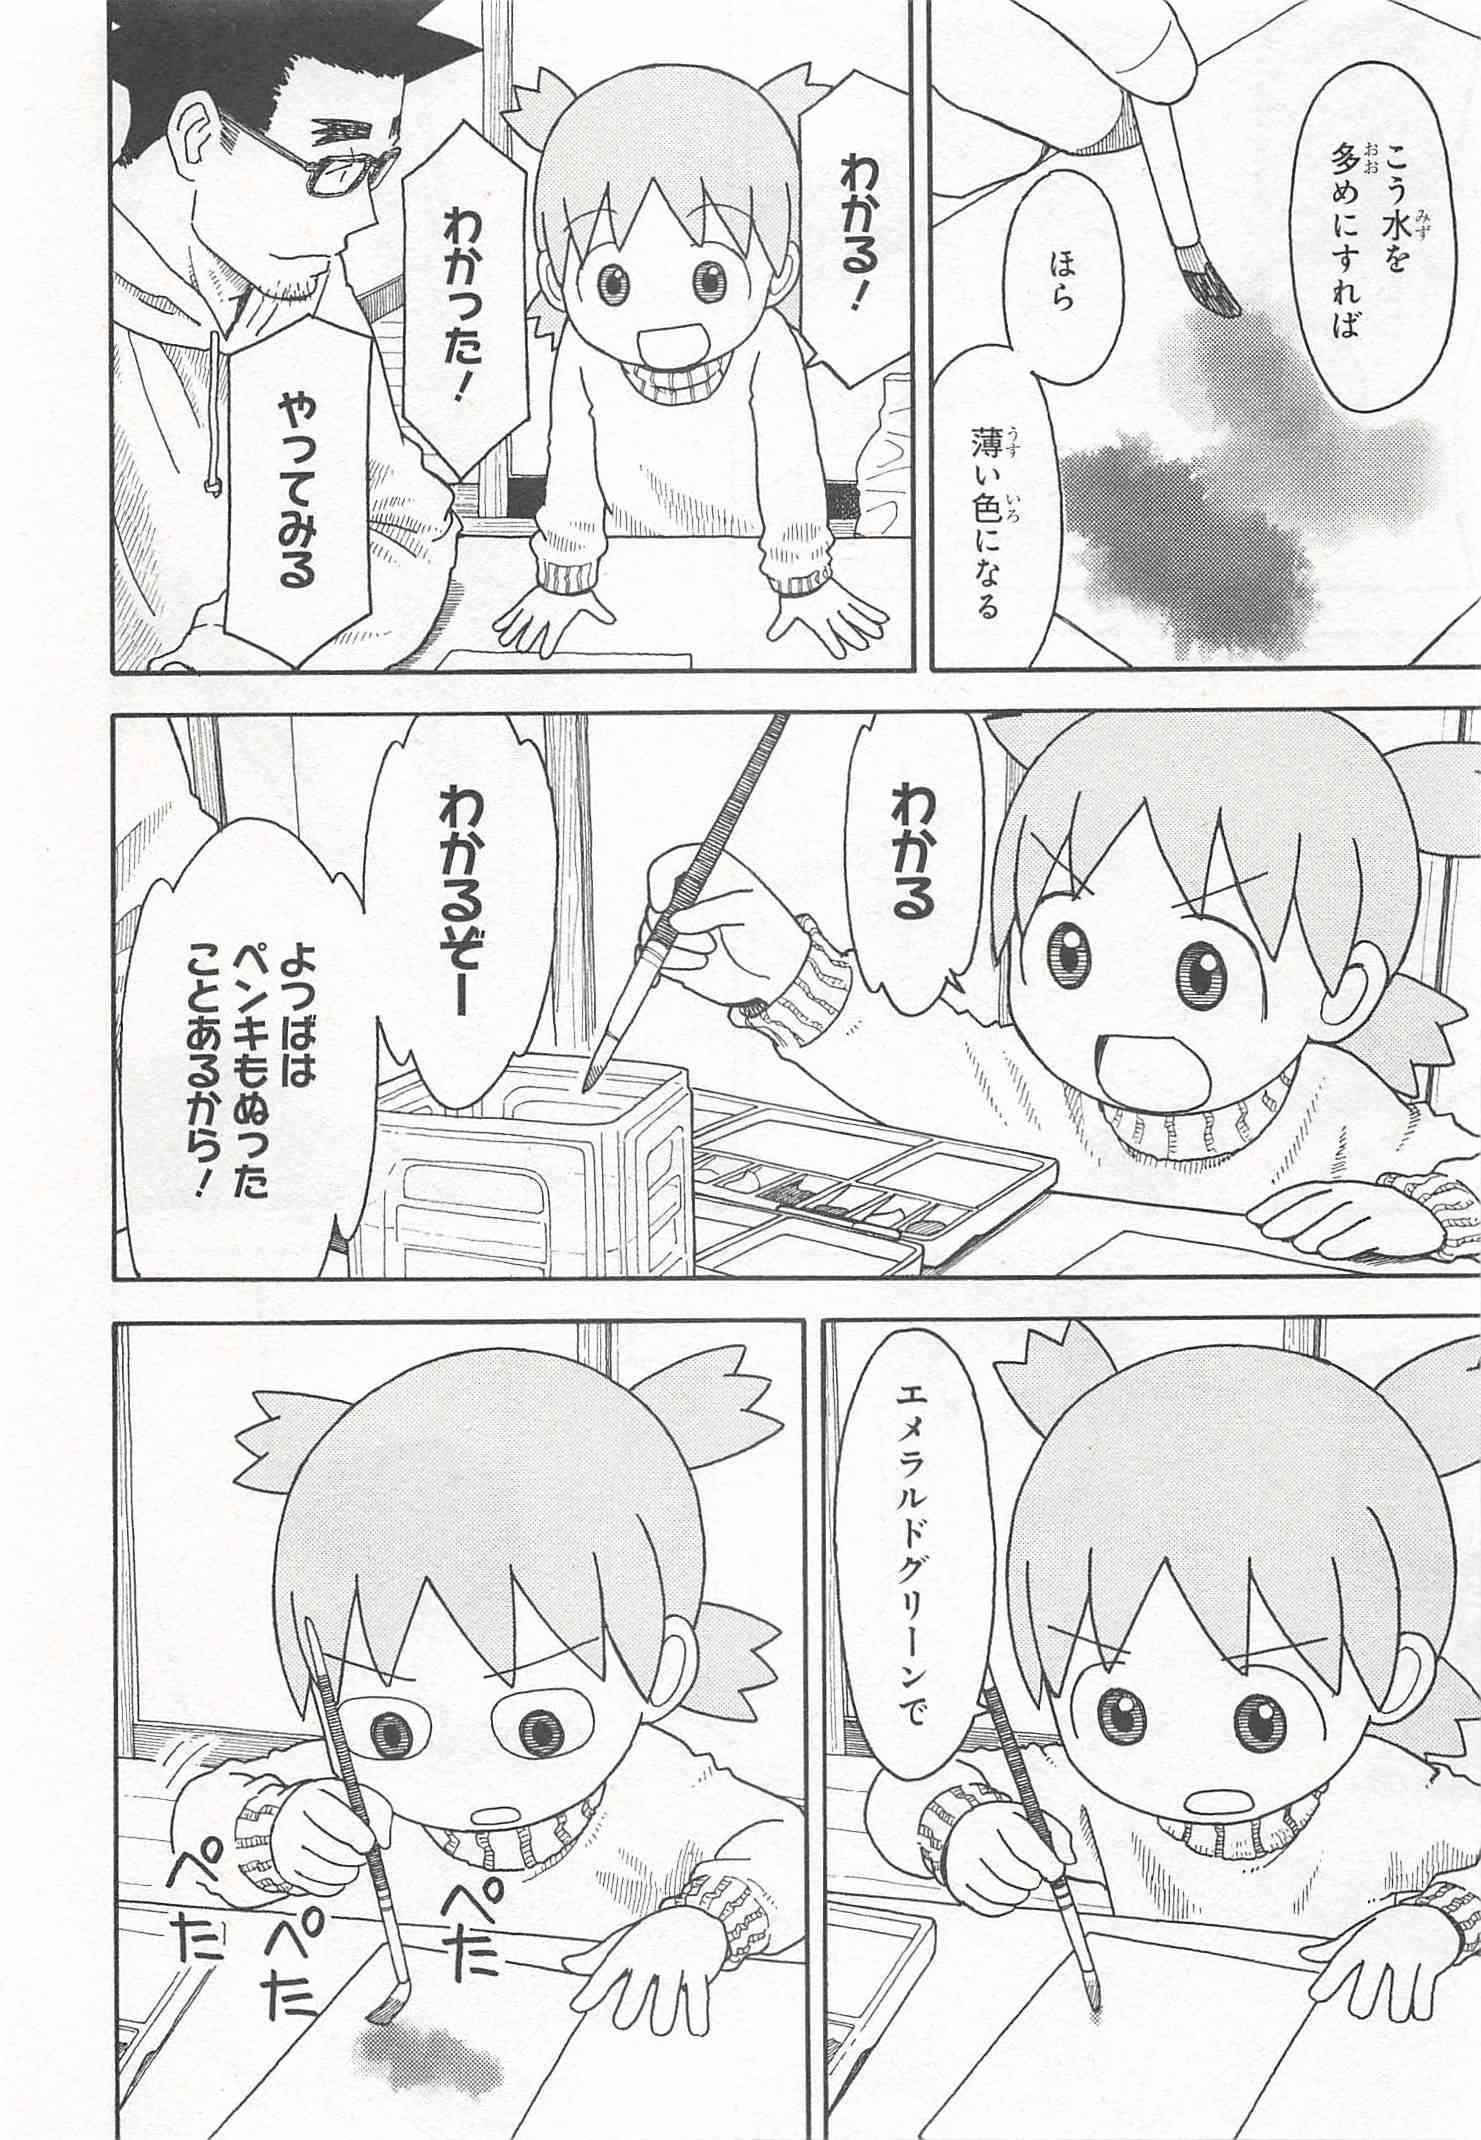 こう水を
多めにすれば
ほら
薄い色になる
わかる！
わかった！
やってみる
わかる
わかるぞー
よつばは
ペンキもぬった
ことあるから！
エメラルドグリーンで
ぺた
ぺた
ぺた